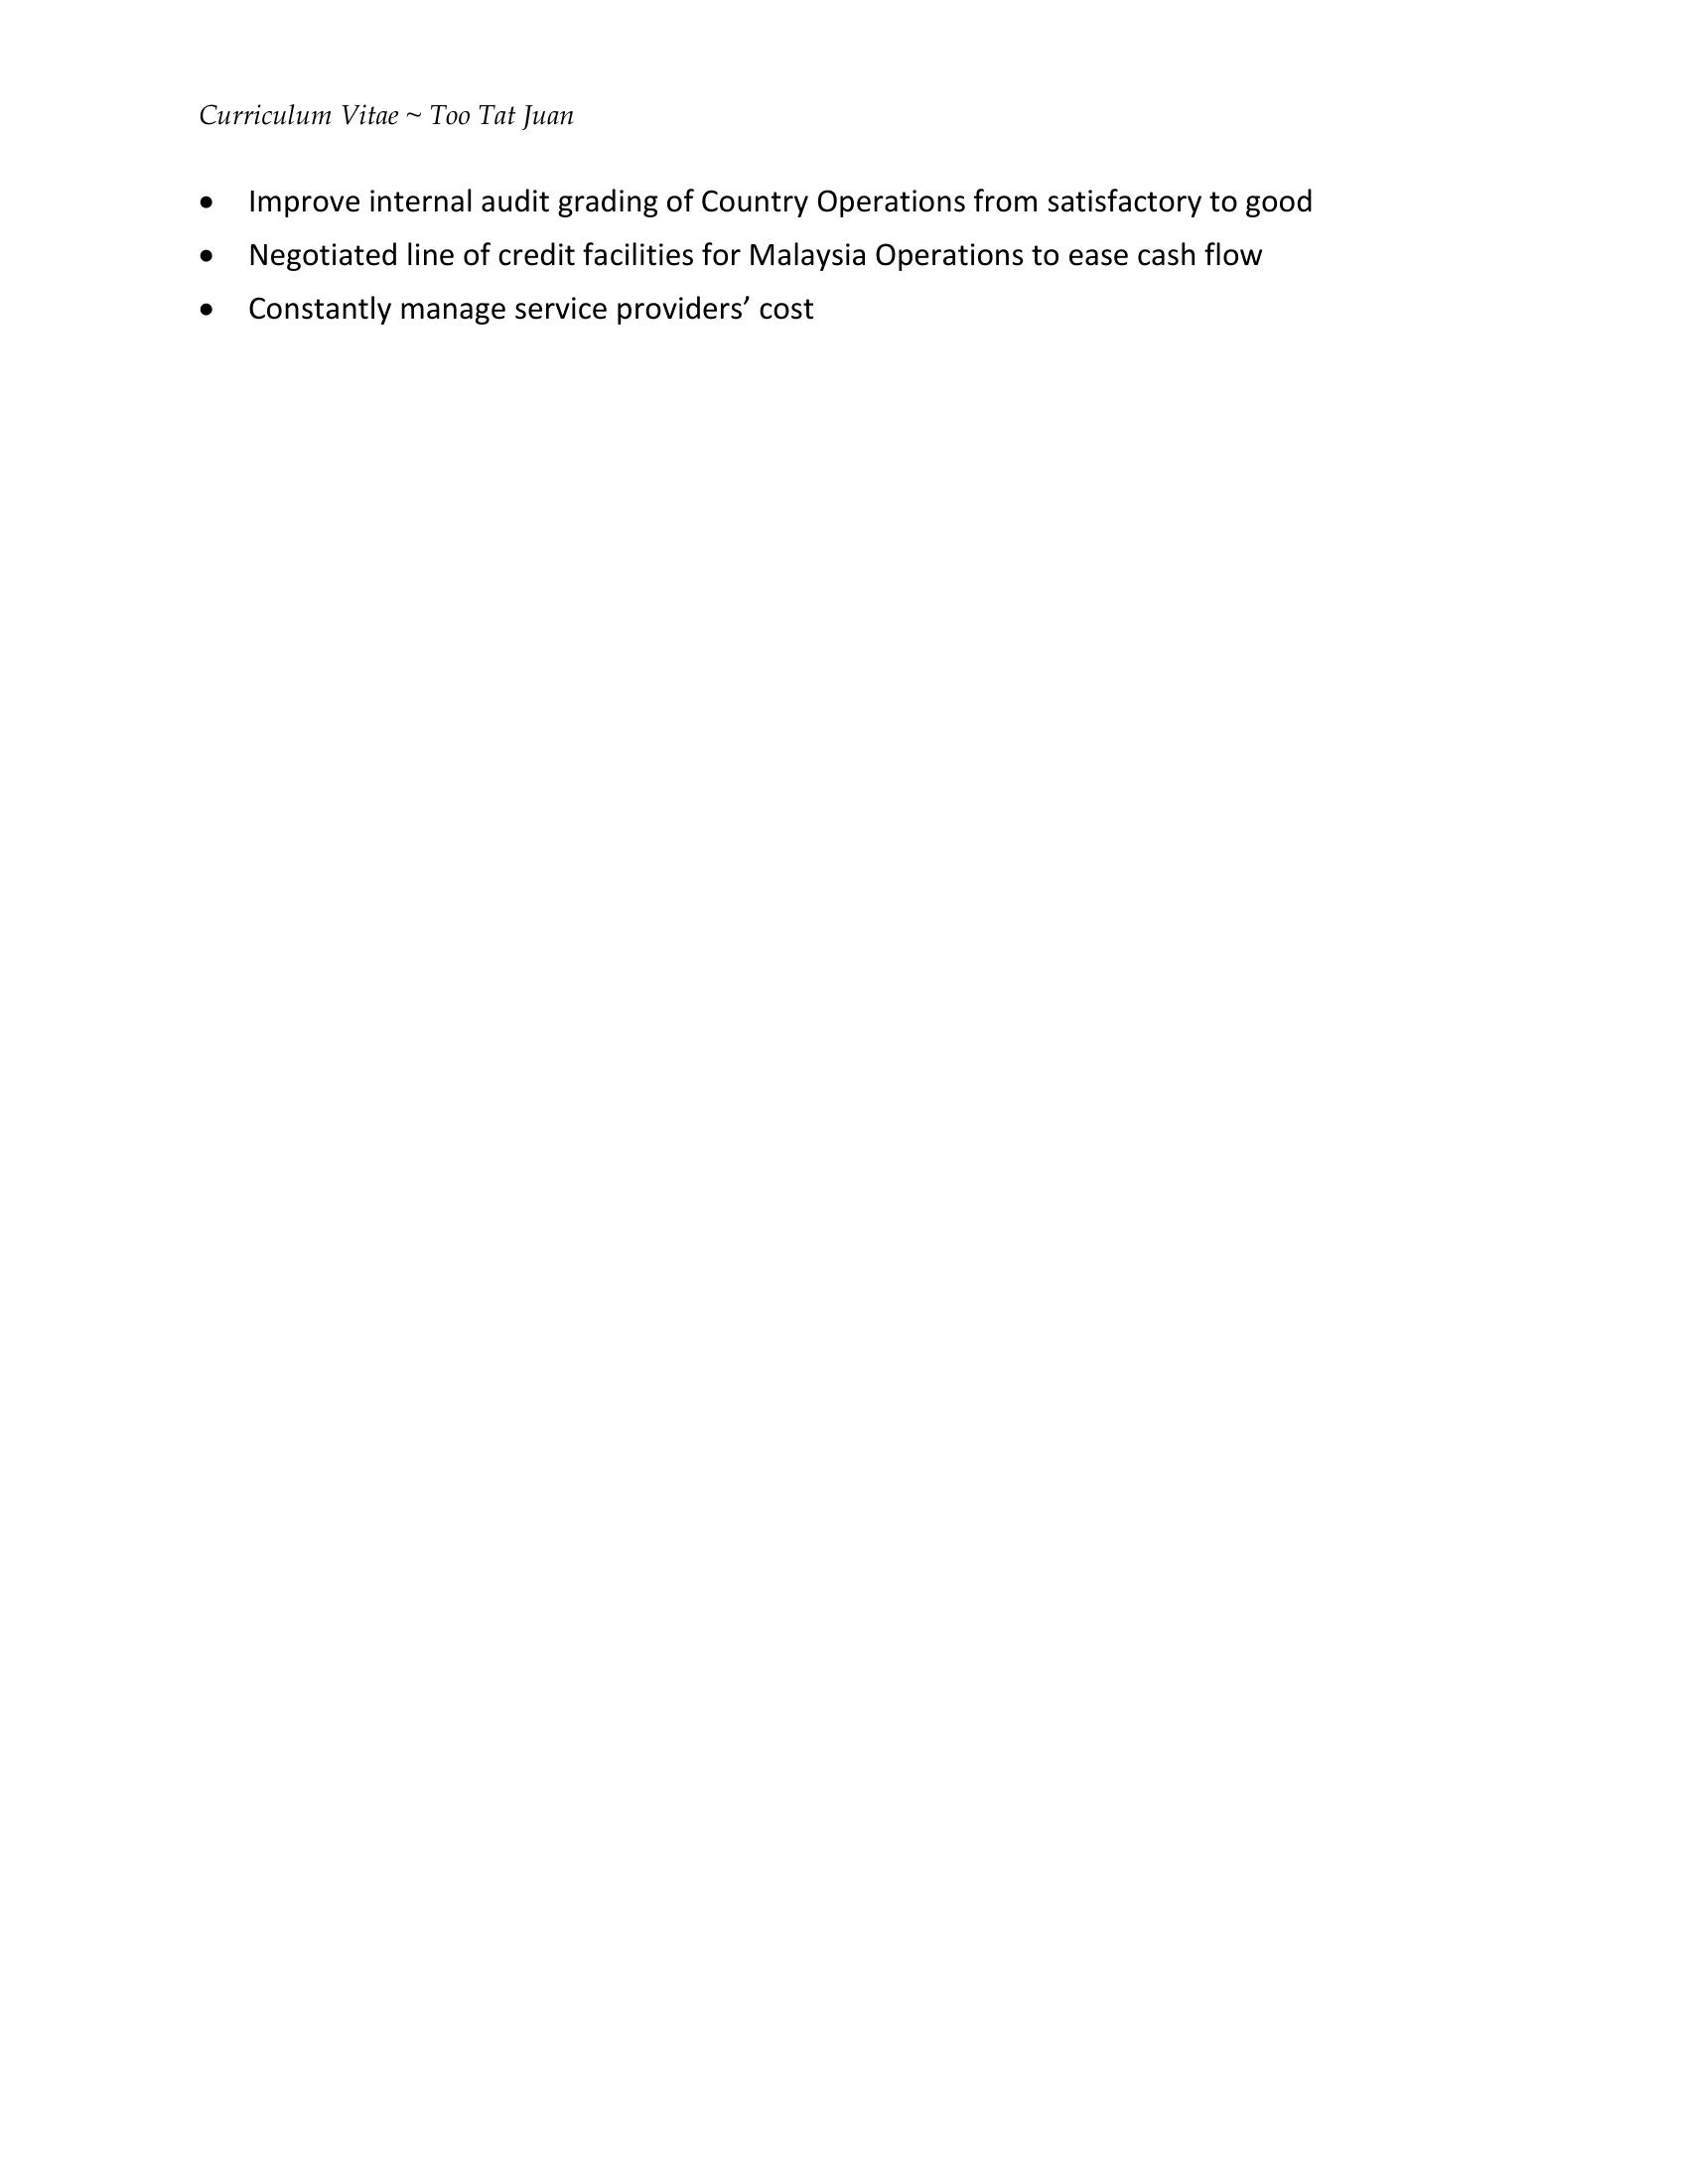 Curriculum Vitae ~ Too Tat Juan
• Improve internal audit grading of Country Operations from satisfactory to good
• Negotiated line of credit facilities for Malaysia Operations to ease cash flow
• Constantly manage service providers’ cost